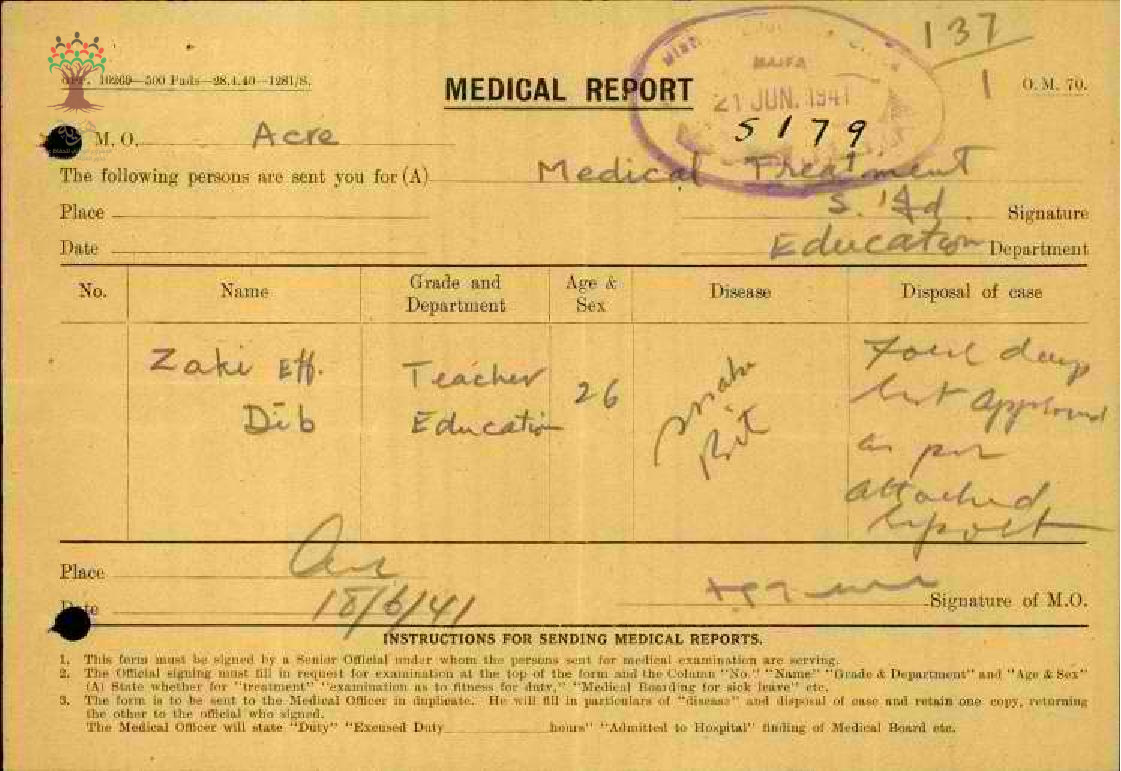 137
GPP. 10269—500 Pads—28.4.40—1281/S.
MEDICAL REPORT
1
O.M. 70.
HAIFA
21 JUN. 1941
5179
M. O. Acre
The following persons are sent you for (A) Medical Treatment
Place
Signature
Date
Education Department
No. Name Grade and Department Age & Sex Disease Disposal of case
Zaki Eff. Teacher 26 Four days
Dib Education
but approved
as per
attached
report
Place Acre
Date 18/6/41
Signature of M.O.
INSTRUCTIONS FOR SENDING MEDICAL REPORTS.
1. This form must be signed by a Senior Official under whom the persons sent for medical examination are serving.
2. The Official signing must fill in request for examination at the top of the form and the Column "No." "Name" "Grade & Department" and "Age & Sex"
(A) State whether for "treatment" "examination as to fitness for duty," "Medical Boarding for sick leave" etc.
3. The form is to be sent to the Medical Officer in duplicate. He will fill in particulars of "disease" and disposal of case and retain one copy, returning
the other to the official who signed.
The Medical Officer will state "Duty" "Excused Duty hours" "Admitted to Hospital" finding of Medical Board etc.